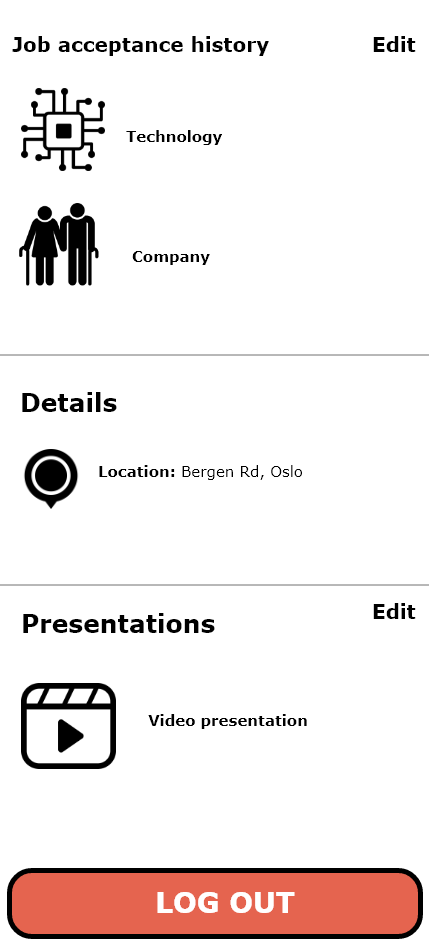 Job acceptance history Edit
Technology
Company
Details
Location: Bergen Rd, Oslo
Edit
Presentations
Video presentation
LOG OUT